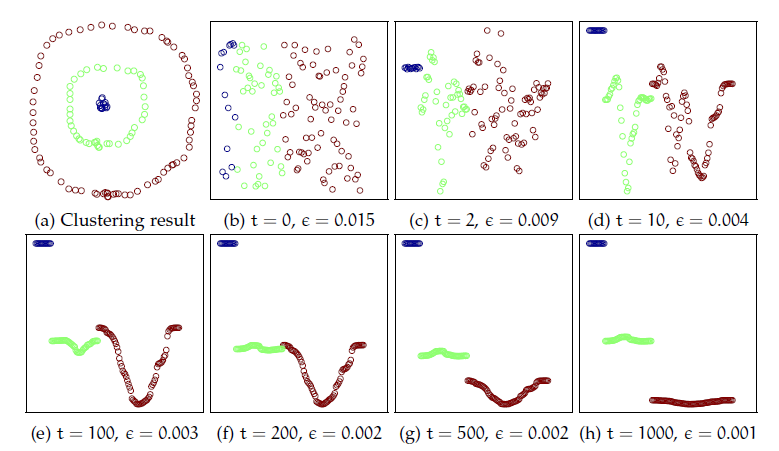 (a) Clustering result
(b) t = 0, ϵ = 0.015
(c) t = 2, ϵ = 0.009
(d) t = 10, ϵ = 0.004
(e) t = 100, ϵ = 0.003
(f) t = 200, ϵ = 0.002
(g) t = 500, ϵ = 0.002
(h) t = 1000, ϵ = 0.001